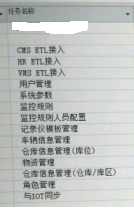 任务名称
CMS ETL接入
HR ETL接入
VMS ETL接入
用户管理
系统参数
监控规则
监控规则人员配置
记录仪模板管理
车辆信息管理
仓库信息管理(库位)
物资管理
仓库信息管理(仓库/库区)
角色管理
与IOT同步